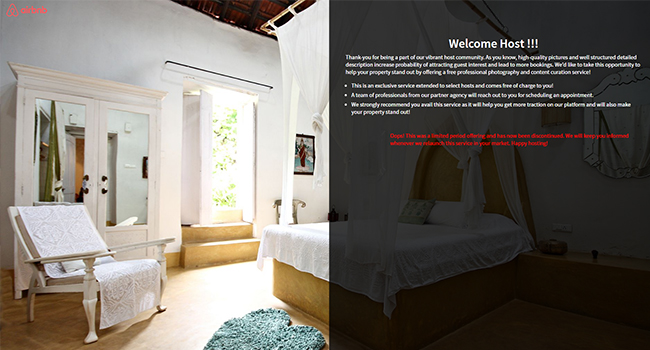 airbnb
Welcome Host !!!
Thank you for being a part of our vibrant host community. As you know, high-quality pictures and well structured detailed
description increase probability of attracting guest interest and lead to more bookings. We'd like to take this opportunity to
help your property stand out by offering a free professional photography and content curation service!
• This is an exclusive service extended to select hosts and comes free of charge to you!
• A team of professionals from our partner agency will reach out to you for scheduling an appointment.
• We strongly recommend you avail this service as it will help you get more traction on our platform and will also make
your property stand out!
Oops! This was a limited period offering and has now been discontinued. We will keep you informed
whenever we relaunch this service in your market. Happy hosting!